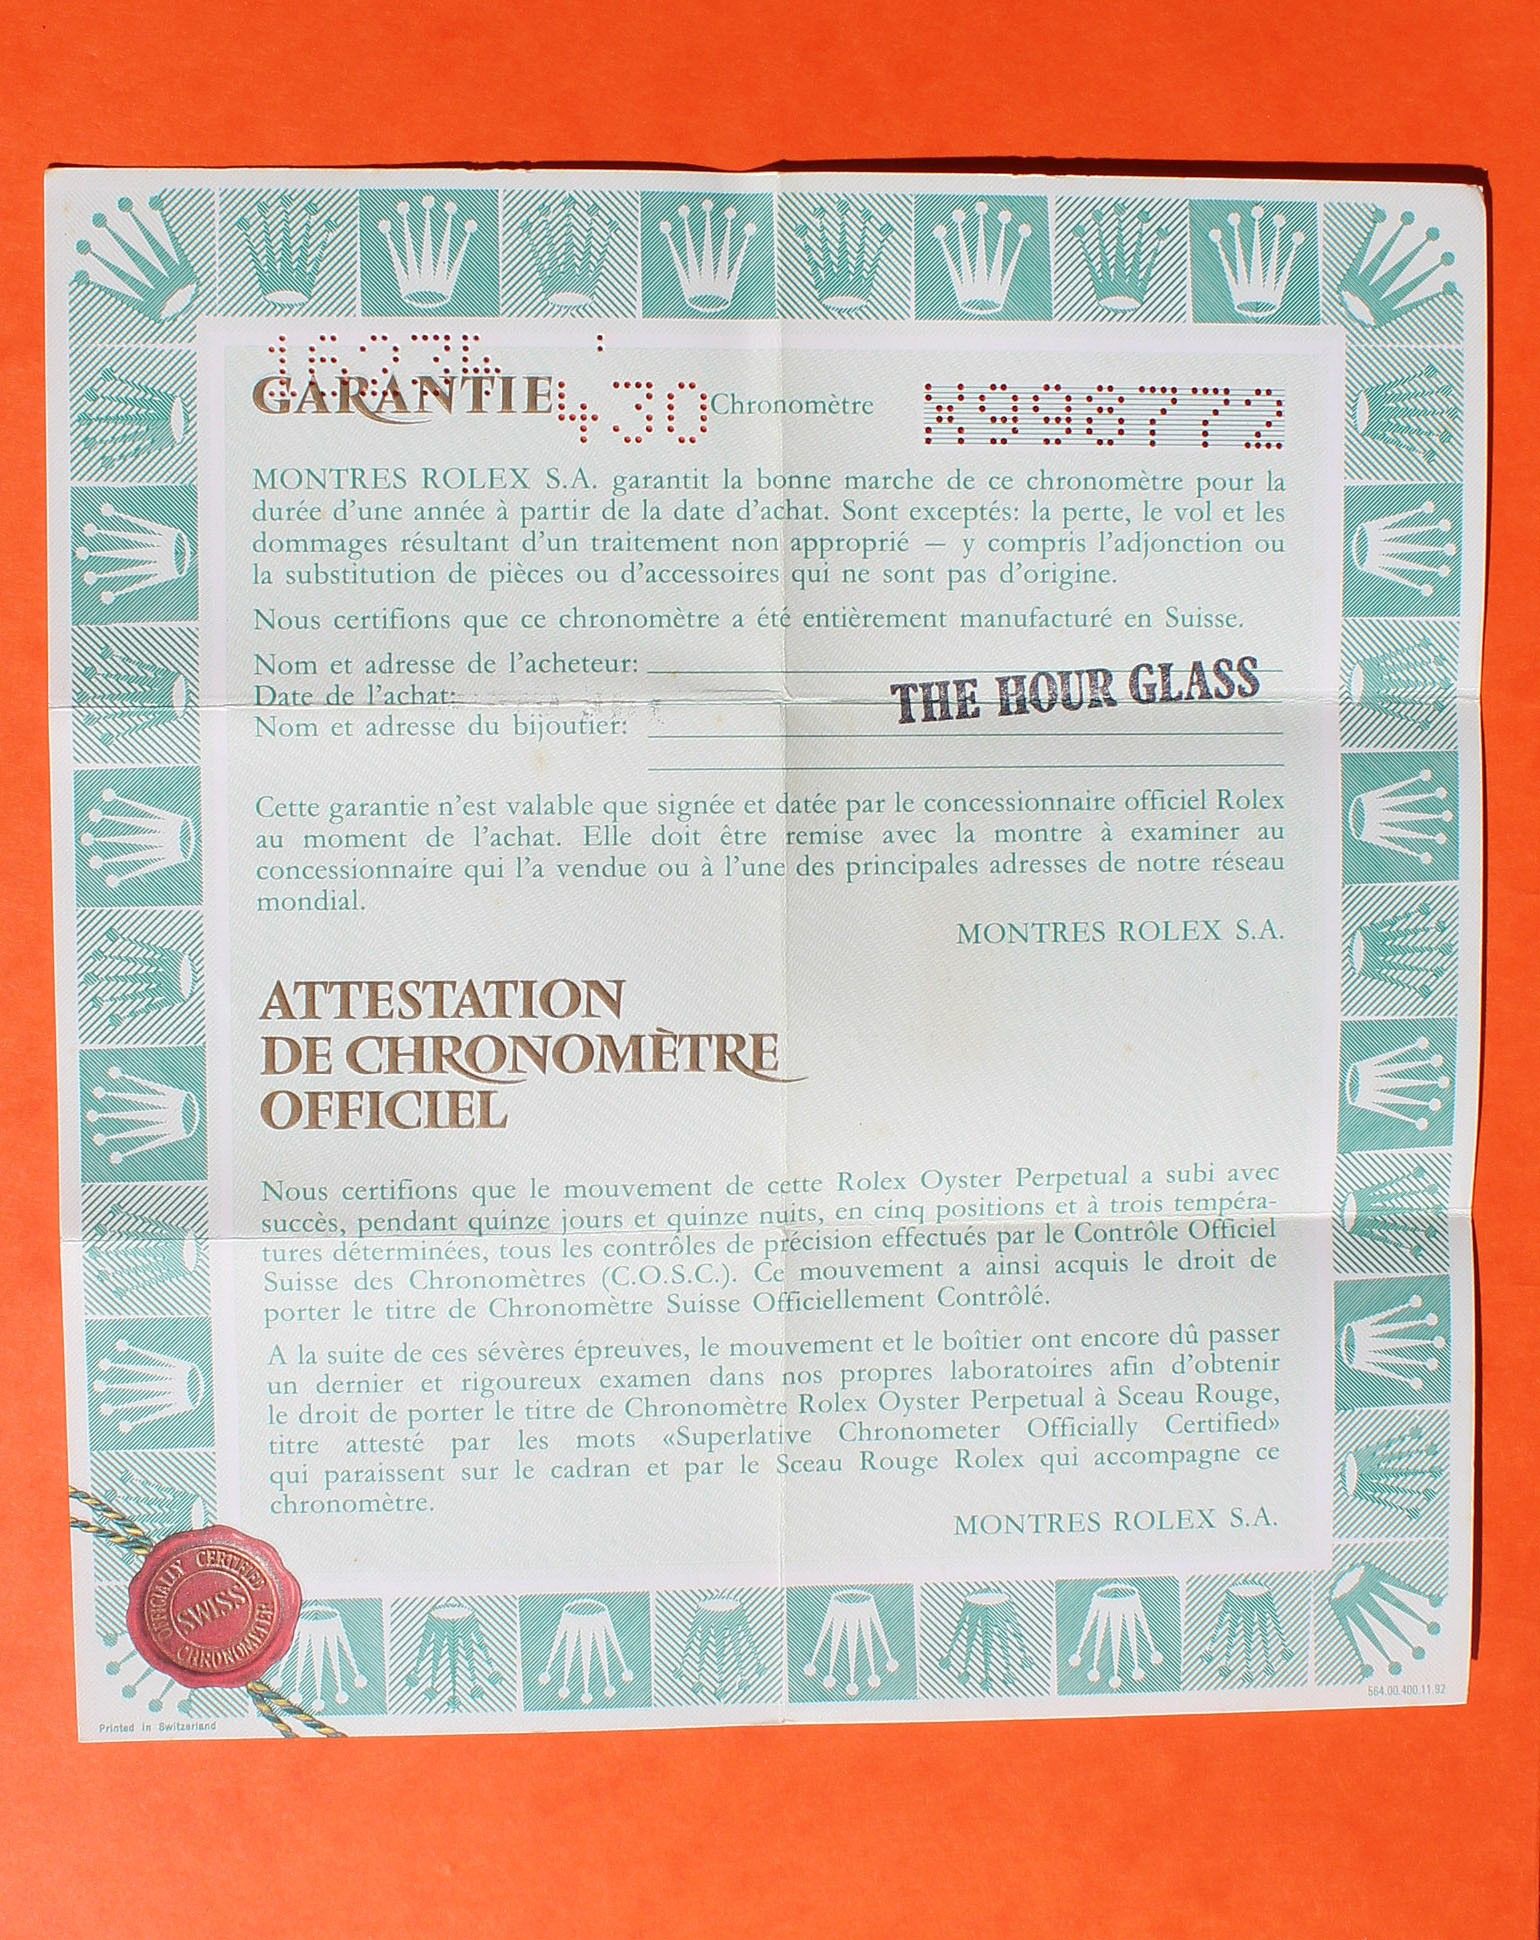 16234
GARANTIE 430 Chronomètre W996772
MONTRES ROLEX S.A. garantit la bonne marche de ce chronomètre pour la
durée d'une année à partir de la date d'achat. Sont exceptés: la perte, le vol et les
dommages résultant d'un traitement non approprié — y compris l'adjonction ou
la substitution de pièces ou d'accessoires qui ne sont pas d'origine.
Nous certifions que ce chronomètre a été entièrement manufacturé en Suisse.
Nom et adresse de l'acheteur:
Date de l'achat:
THE HOUR GLASS
Nom et adresse du bijoutier:
Cette garantie n'est valable que signée et datée par le concessionnaire officiel Rolex
au moment de l'achat. Elle doit être remise avec la montre à examiner au
concessionnaire qui l'a vendue ou à l'une des principales adresses de notre réseau
mondial.
MONTRES ROLEX S.A.
ATTESTATION
DE CHRONOMÈTRE
OFFICIEL
Nous certifions que le mouvement de cette Rolex Oyster Perpetual a subi avec
succès, pendant quinze jours et quinze nuits, en cinq positions et à trois tempéra-
tures déterminées, tous les contrôles de précision effectués par le Contrôle Officiel
Suisse des Chronomètres (C.O.S.C.). Ce mouvement a ainsi acquis le droit de
porter le titre de Chronomètre Suisse Officiellement Contrôlé.
A la suite de ces sévères épreuves, le mouvement et le boîtier ont encore dû passer
un dernier et rigoureux examen dans nos propres laboratoires afin d'obtenir
le droit de porter le titre de Chronomètre Rolex Oyster Perpetual à Sceau Rouge,
titre attesté par les mots «Superlative Chronometer Officially Certified»
qui paraissent sur le cadran et par le Sceau Rouge Rolex qui accompagne ce
chronomètre.
MONTRES ROLEX S.A.
OFFICIALLY CERTIFIED
SWISS
CHRONOMETER
564.00.400.11.92
Printed in Switzerland